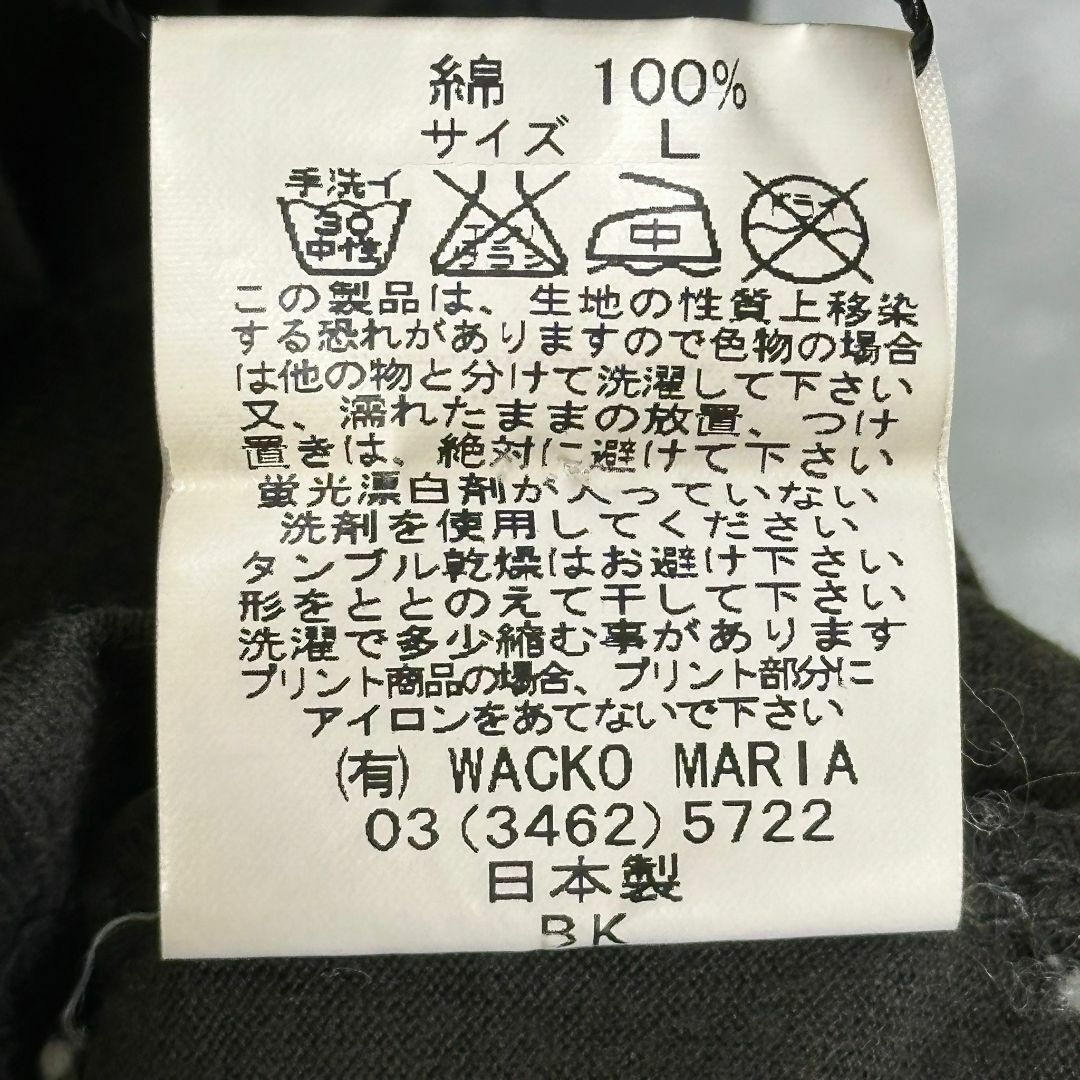 綿 100%
サイズ L
手洗イ
30
中性
エンソ
サラシ
中
ドライ
この製品は、生地の性質上移染
する恐れがありますので色物の場合
は他の物と分けて洗濯して下さい
又、濡れたままの放置、つけ
置きは、絶対に避けて下さい
蛍光漂白剤が入っていない
洗剤を使用してください
タンブル乾燥はお避け下さい
形をととのえて干して下さい
洗濯で多少縮む事があります
プリント商品の場合、プリント部分に
アイロンをあてないで下さい
(有) WACKO MARIA
03(3462)5722
日本製
BK